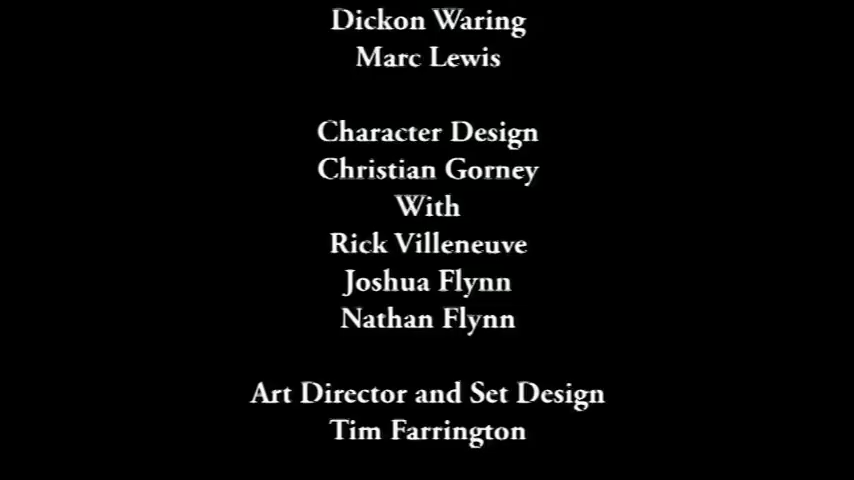 Dickon Waring
Marc Lewis
Character Design
Christian Gorney
With
Rick Villeneuve
Joshua Flynn
Nathan Flynn
Art Director and Set Design
Tim Farrington